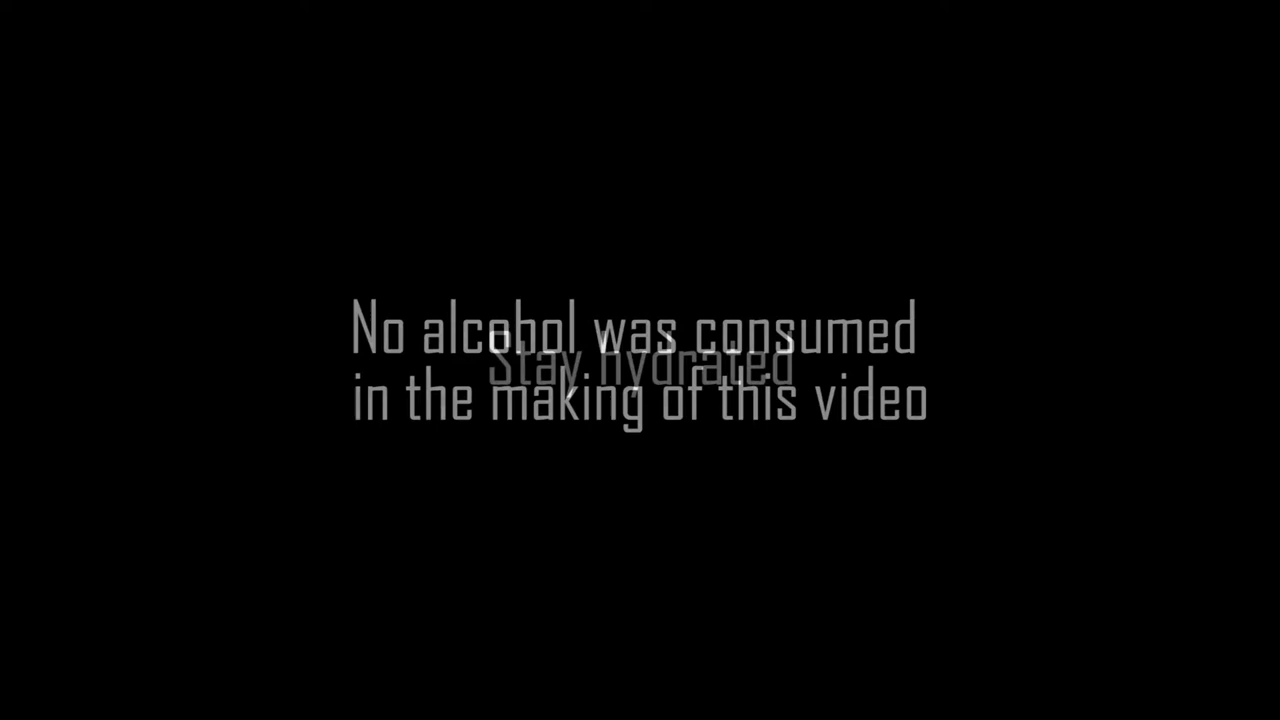 No alcohol was consumed
Stay hydrated
in the making of this video